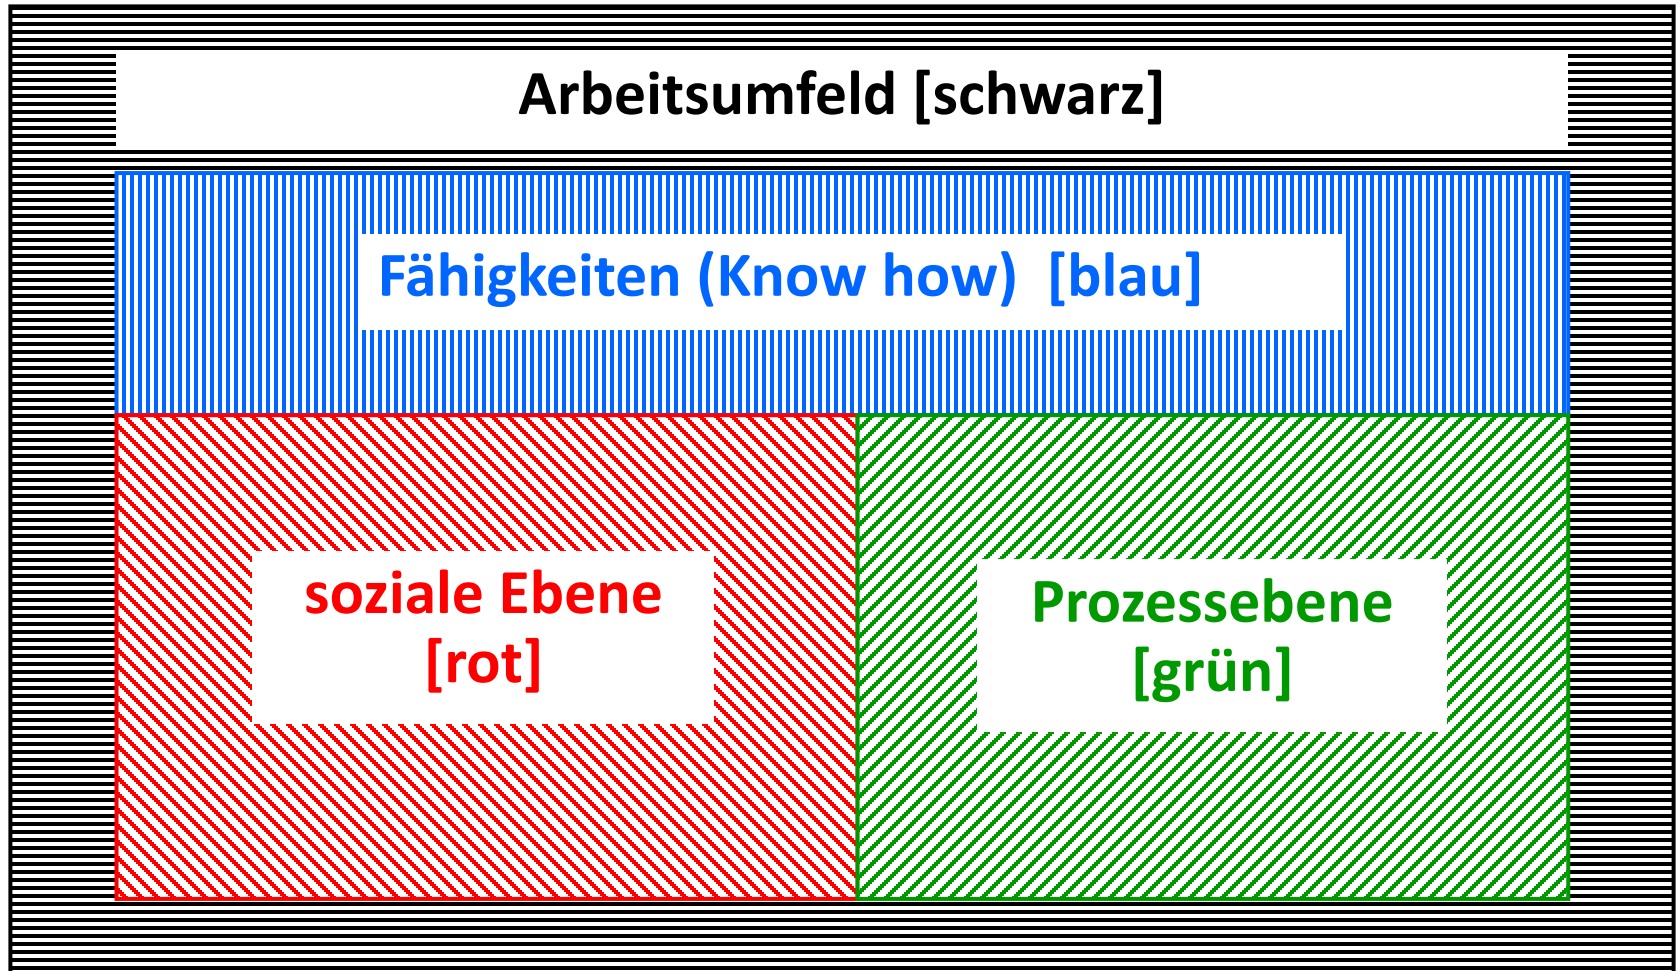 Arbeitsumfeld [schwarz]
Fähigkeiten (Know how)  [blau]
soziale Ebene
[rot]
Prozessebene
[grün]